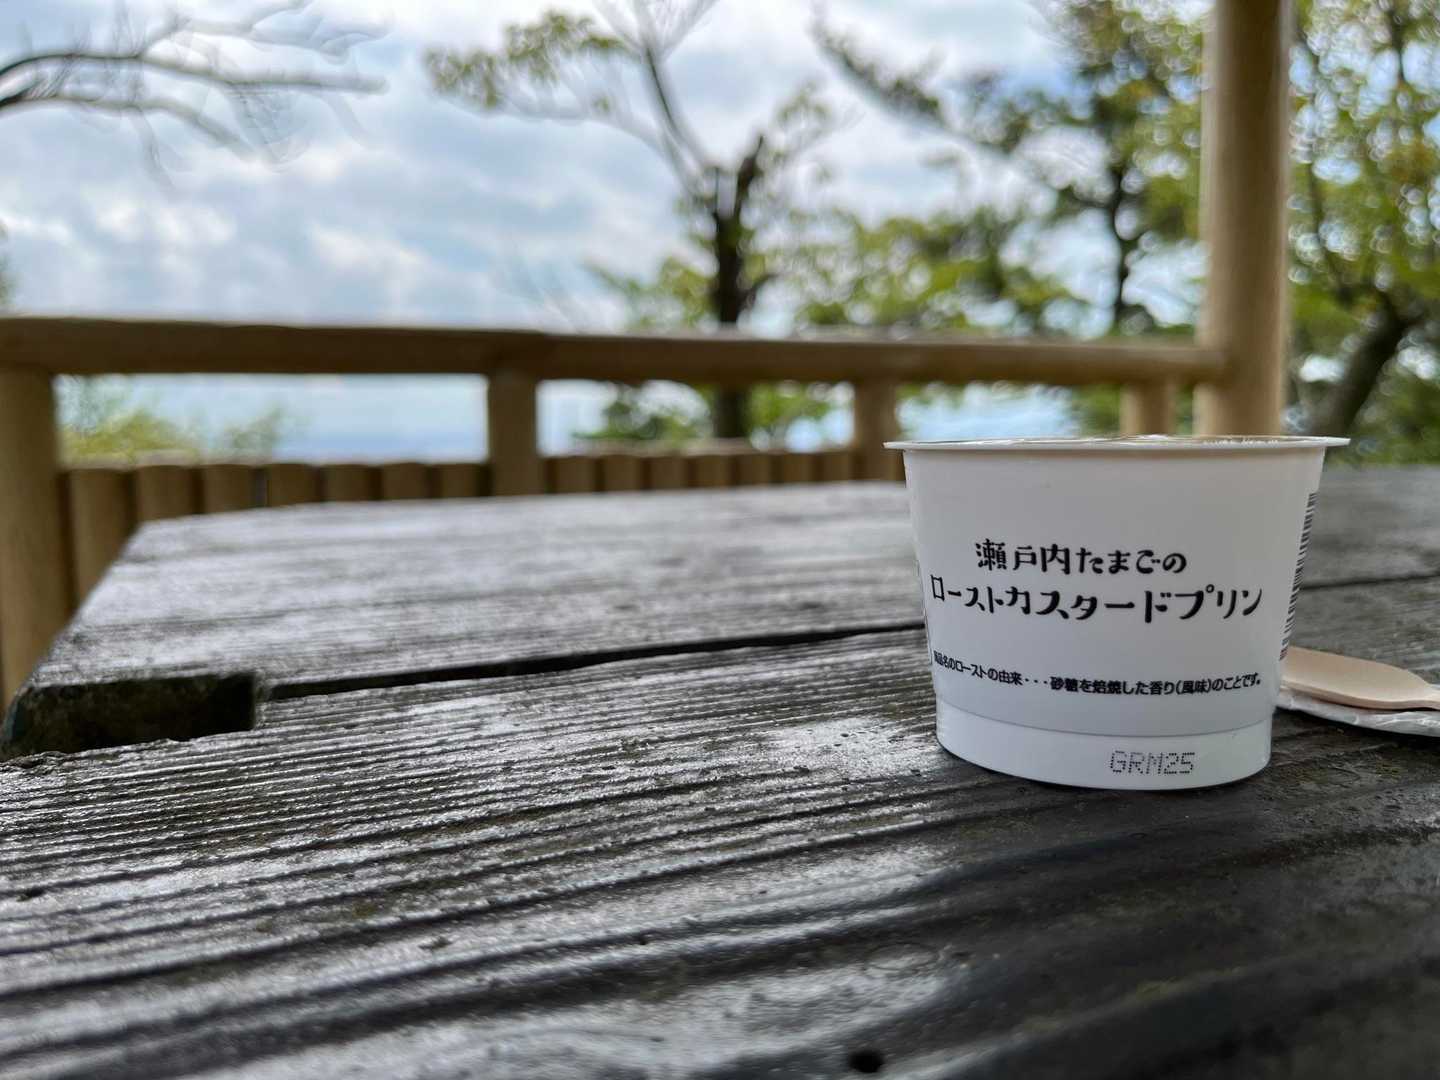 瀬戸内たまごの
ローストカスタードプリン
商品名のローストの由来・・・砂糖を焙焼した香り(風味)のことです。
GRM25